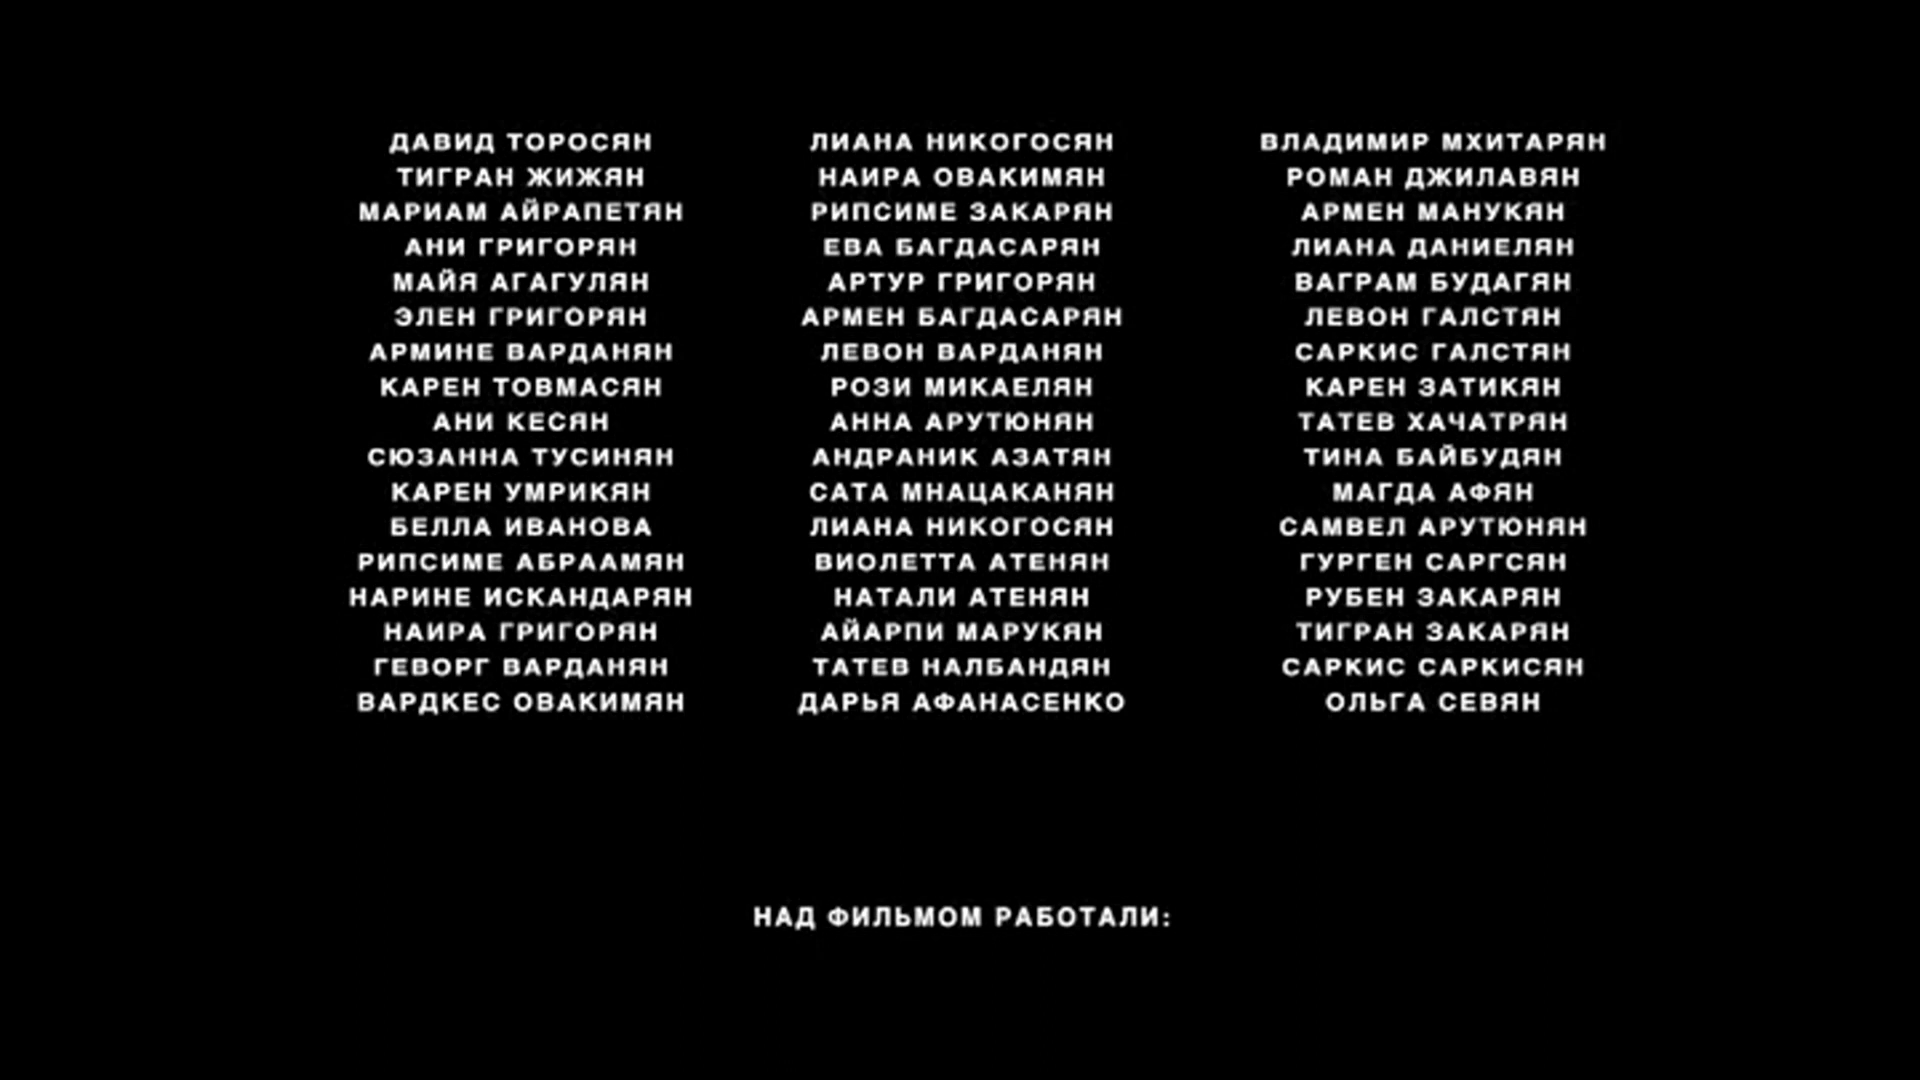 ДАВИД ТОРОСЯН
ТИГРАН ЖИЖЯН
МАРИАМ АЙРАПЕТЯН
АНИ ГРИГОРЯН
МАЙЯ АГАГУЛЯН
ЭЛЕН ГРИГОРЯН
АРМИНЕ ВАРДАНЯН
КАРЕН ТОВМАСЯН
АНИ КЕСЯН
СЮЗАННА ТУСИНЯН
КАРЕН УМРИКЯН
БЕЛЛА ИВАНОВА
РИПСИМЕ АБРААМЯН
НАРИНЕ ИСКАНДАРЯН
НАИРА ГРИГОРЯН
ГЕВОРГ ВАРДАНЯН
ВАРДКЕС ОВАКИМЯН
ЛИАНА НИКОГОСЯН
НАИРА ОВАКИМЯН
РИПСИМЕ ЗАКАРЯН
ЕВА БАГДАСАРЯН
АРТУР ГРИГОРЯН
АРМЕН БАГДАСАРЯН
ЛЕВОН ВАРДАНЯН
РОЗИ МИКАЕЛЯН
АННА АРУТЮНЯН
АНДРАНИК АЗАТЯН
САТА МНАЦАКАНЯН
ЛИАНА НИКОГОСЯН
ВИОЛЕТТА АТЕНЯН
НАТАЛИ АТЕНЯН
АЙАРПИ МАРУКЯН
ТАТЕВ НАЛБАНДЯН
ДАРЬЯ АФАНАСЕНКО
ВЛАДИМИР МХИТАРЯН
РОМАН ДЖИЛАВЯН
АРМЕН МАНУКЯН
ЛИАНА ДАНИЕЛЯН
ВАГРАМ БУДАГЯН
ЛЕВОН ГАЛСТЯН
САРКИС ГАЛСТЯН
КАРЕН ЗАТИКЯН
ТАТЕВ ХАЧАТРЯН
ТИНА БАЙБУДЯН
МАГДА АФЯН
САМВЕЛ АРУТЮНЯН
ГУРГЕН САРГСЯН
РУБЕН ЗАКАРЯН
ТИГРАН ЗАКАРЯН
САРКИС САРКИСЯН
ОЛЬГА СЕВЯН
НАД ФИЛЬМОМ РАБОТАЛИ: